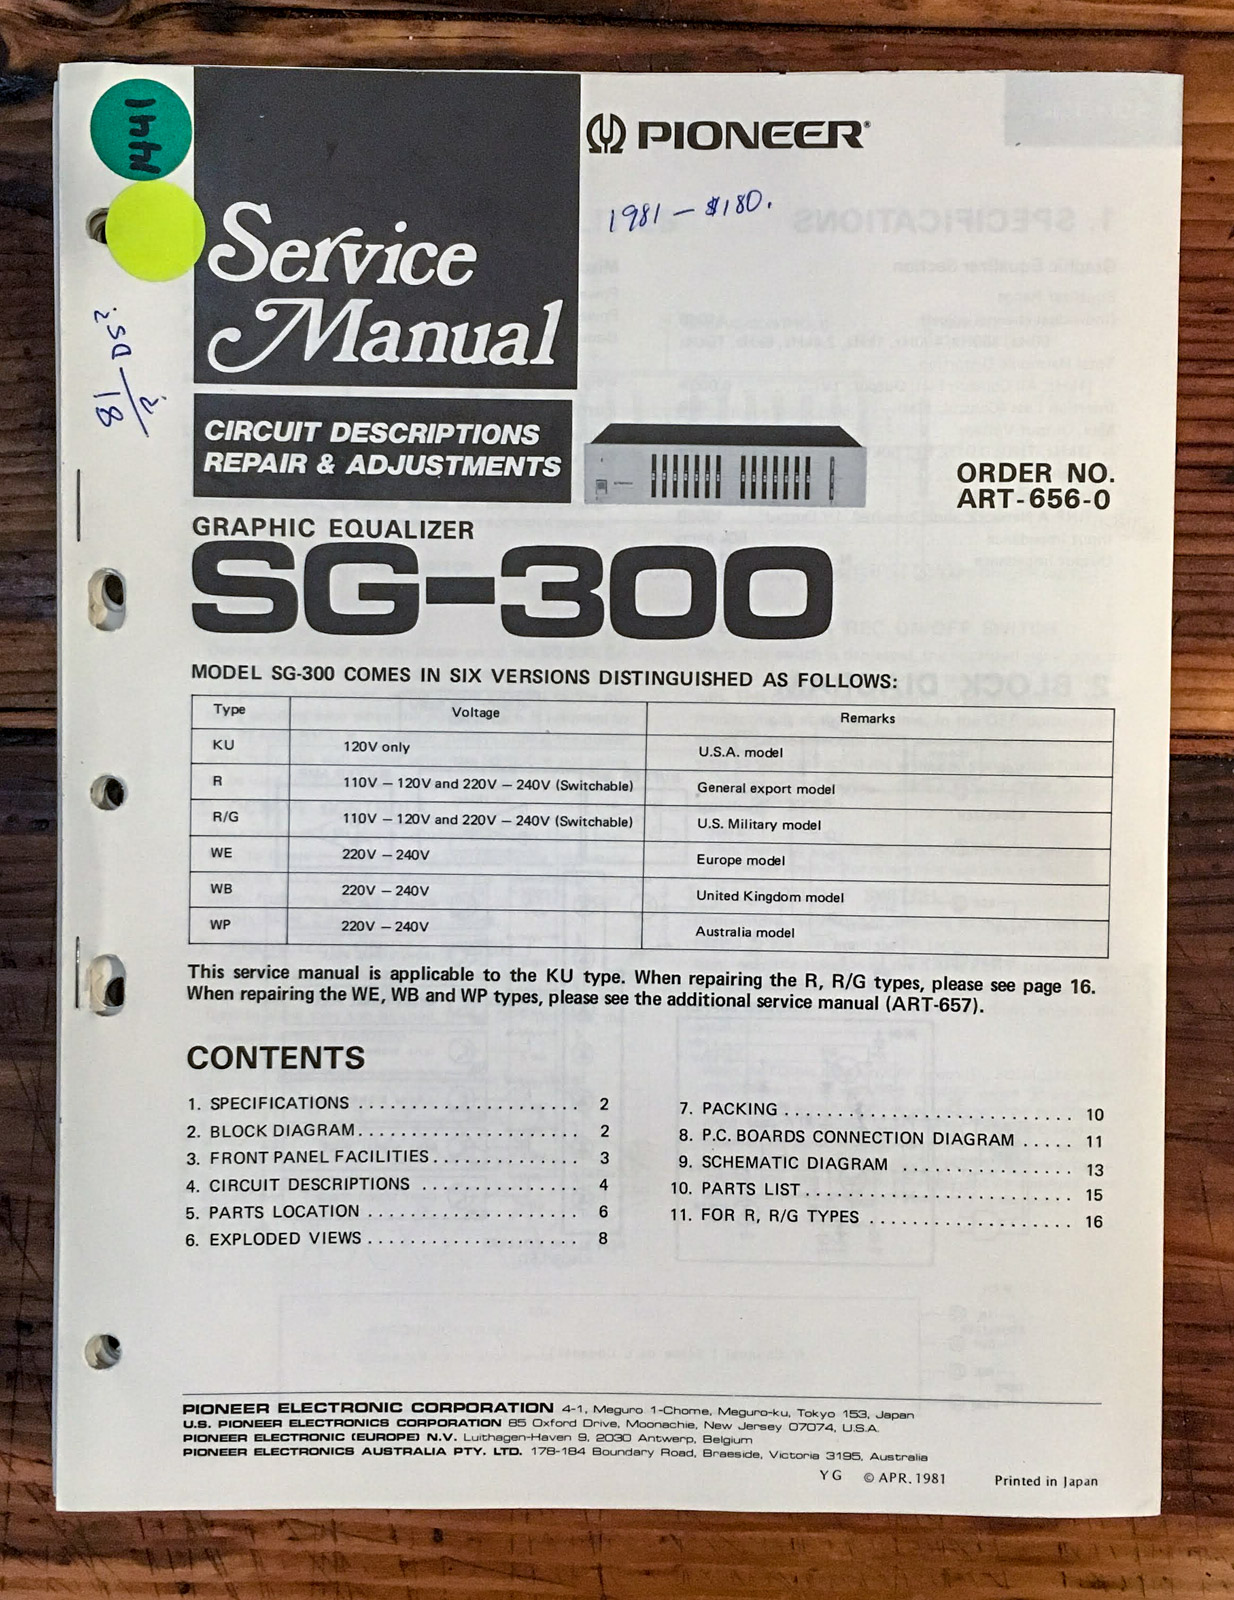 1441
PIONEER®
1981 - $180.
Service
Manual
CIRCUIT DESCRIPTIONS
REPAIR & ADJUSTMENTS
ORDER NO.
ART-656-0
GRAPHIC EQUALIZER
SG-300
MODEL SG-300 COMES IN SIX VERSIONS DISTINGUISHED AS FOLLOWS:
Type Voltage Remarks
KU 120V only U.S.A. model
R 110V – 120V and 220V – 240V (Switchable) General export model
R/G 110V – 120V and 220V – 240V (Switchable) U.S. Military model
WE 220V – 240V Europe model
WB 220V – 240V United Kingdom model
WP 220V – 240V Australia model
This service manual is applicable to the KU type. When repairing the R, R/G types, please see page 16.
When repairing the WE, WB and WP types, please see the additional service manual (ART-657).
CONTENTS
1. SPECIFICATIONS . . . . . . . . . . . . . . . . . . . . . 2
2. BLOCK DIAGRAM . . . . . . . . . . . . . . . . . . . . . 2
3. FRONT PANEL FACILITIES . . . . . . . . . . . . . . 3
4. CIRCUIT DESCRIPTIONS . . . . . . . . . . . . . . . 4
5. PARTS LOCATION . . . . . . . . . . . . . . . . . . . . 6
6. EXPLODED VIEWS . . . . . . . . . . . . . . . . . . . . 8
7. PACKING . . . . . . . . . . . . . . . . . . . . . . . . . . . 10
8. P.C. BOARDS CONNECTION DIAGRAM . . . . . 11
9. SCHEMATIC DIAGRAM . . . . . . . . . . . . . . . . 13
10. PARTS LIST . . . . . . . . . . . . . . . . . . . . . . . . . 15
11. FOR R, R/G TYPES . . . . . . . . . . . . . . . . . . . 16
PIONEER ELECTRONIC CORPORATION 4-1, Meguro 1-Chome, Meguro-ku, Tokyo 153, Japan
U.S. PIONEER ELECTRONICS CORPORATION 85 Oxford Drive, Moonachie, New Jersey 07074, U.S.A.
PIONEER ELECTRONIC (EUROPE) N.V. Luithagen-Haven 9, 2030 Antwerp, Belgium
PIONEER ELECTRONICS AUSTRALIA PTY. LTD. 178-184 Boundary Road, Braeside, Victoria 3195, Australia
YG © APR. 1981 Printed in Japan